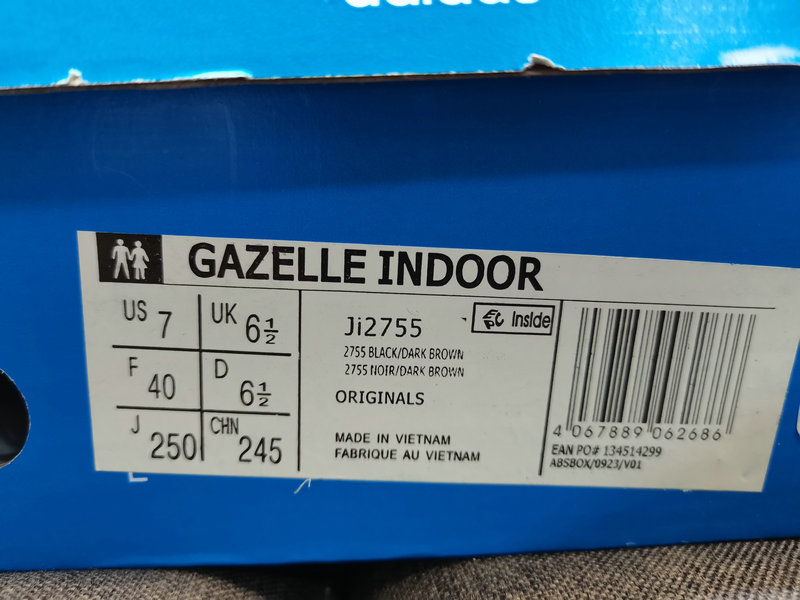 adidas
GAZELLE INDOOR
US 7
UK 6½
F 40
D 6½
J 250
CHN 245
Ji2755
EPC Inside
2755 BLACK/DARK BROWN
2755 NOIR/DARK BROWN
ORIGINALS
MADE IN VIETNAM
FABRIQUE AU VIETNAM
4 067889 062686
EAN PO# 134514299
ABSBOX/0923/V01